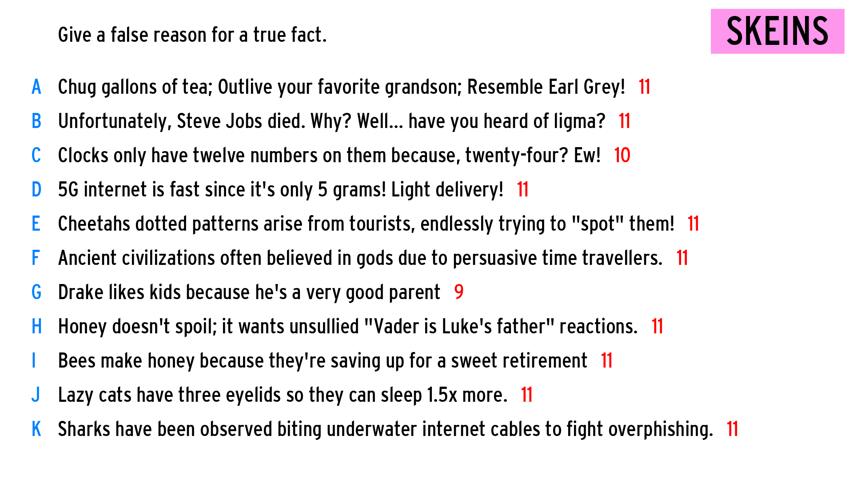 Give a false reason for a true fact.
SKEINS
A Chug gallons of tea; Outlive your favorite grandson; Resemble Earl Grey! 11
B Unfortunately, Steve Jobs died. Why? Well... have you heard of ligma? 11
C Clocks only have twelve numbers on them because, twenty-four? Ew! 10
D 5G internet is fast since it's only 5 grams! Light delivery! 11
E Cheetahs dotted patterns arise from tourists, endlessly trying to "spot" them! 11
F Ancient civilizations often believed in gods due to persuasive time travellers. 11
G Drake likes kids because he's a very good parent 9
H Honey doesn't spoil; it wants unsullied "Vader is Luke's father" reactions. 11
I Bees make honey because they're saving up for a sweet retirement 11
J Lazy cats have three eyelids so they can sleep 1.5x more. 11
K Sharks have been observed biting underwater internet cables to fight overphishing. 11